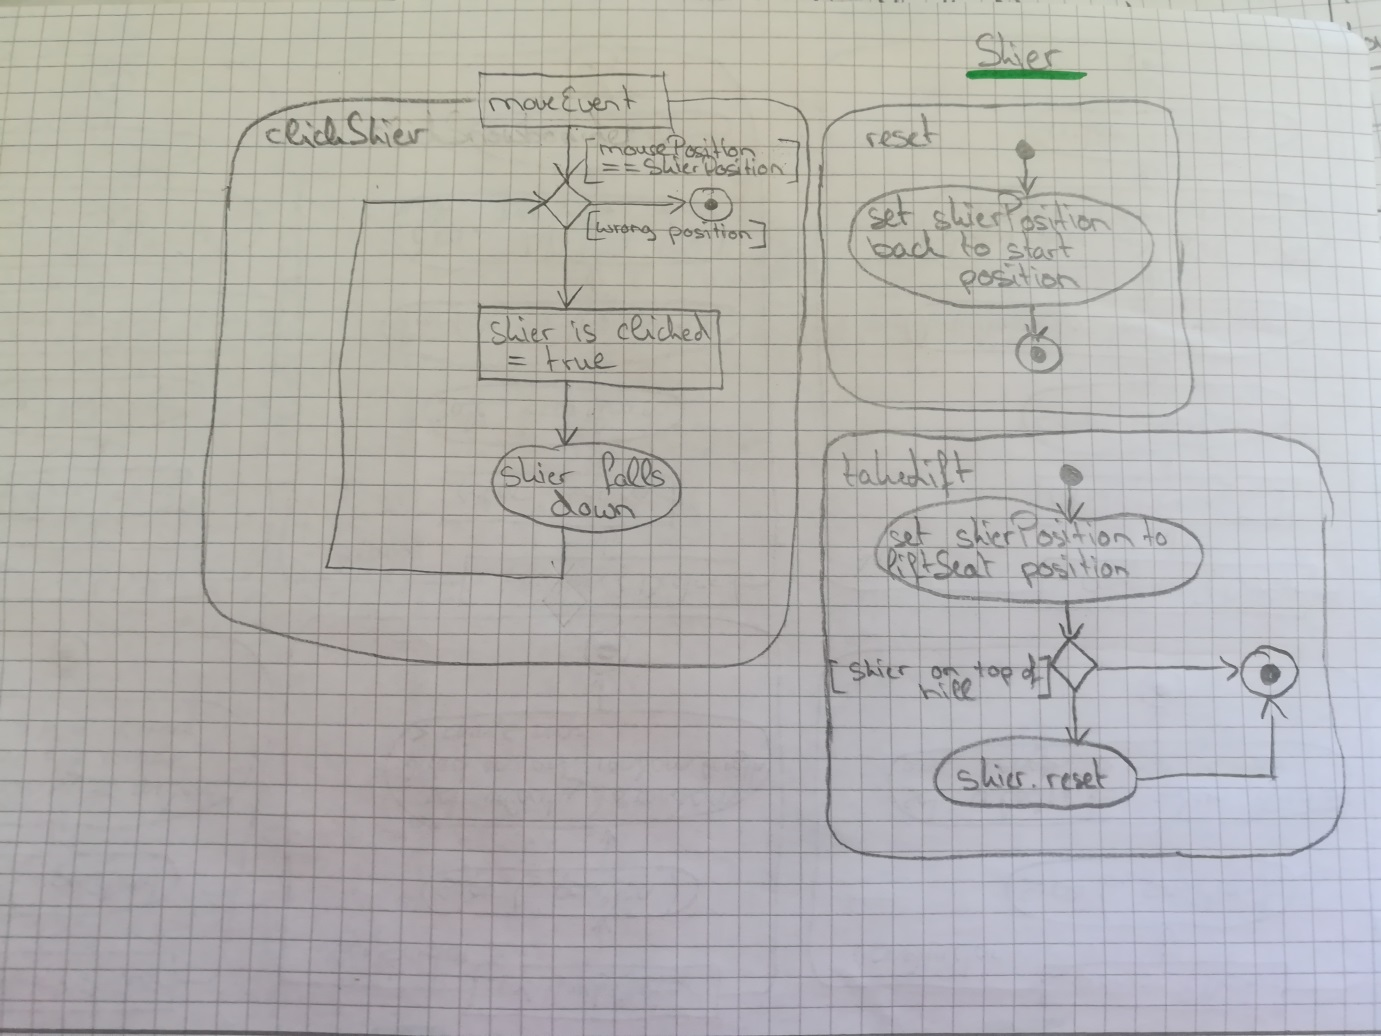 Skier
moveEvent
clickSkier
[mousePosition
==SkierPosition]
[wrong position]
skier is clicked
= true
skier falls
down
reset
set skierPosition
back to start
position
takeLift
set skierPosition to
liftSeat position
[skier on top of]
hill
skier.reset